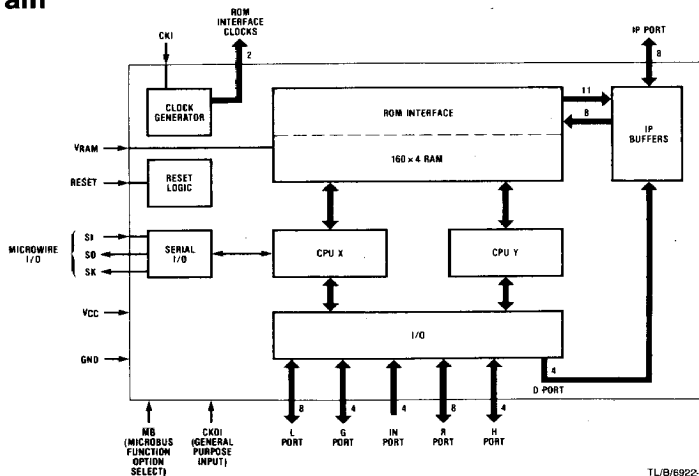 am
ROM
INTERFACE
CLOCKS
CKI
2
IP PORT
8
CLOCK
GENERATOR
ROM INTERFACE
11
8
IP
BUFFERS
160 × 4 RAM
VRAM
RESET
RESET
LOGIC
MICROWIRE
I/O
SI
SO
SK
SERIAL
I/O
CPU X
CPU Y
VCC
I/O
GND
4
D PORT
8
4
4
8
4
MB
(MICROBUS
FUNCTION
OPTION
SELECT)
CKOI
(GENERAL
PURPOSE
INPUT)
L
PORT
G
PORT
IN
PORT
R
PORT
H
PORT
TL/B/6922-